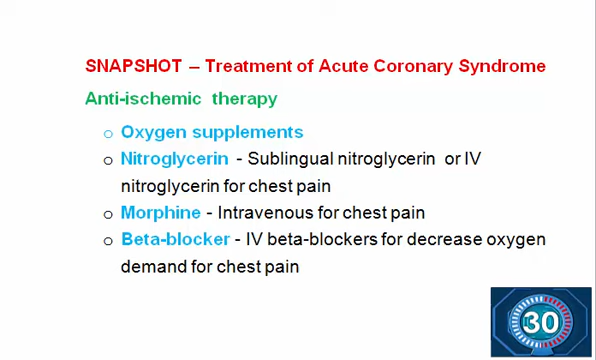 SNAPSHOT – Treatment of Acute Coronary Syndrome
Anti-ischemic therapy
o Oxygen supplements
o Nitroglycerin - Sublingual nitroglycerin or IV
nitroglycerin for chest pain
o Morphine - Intravenous for chest pain
o Beta-blocker - IV beta-blockers for decrease oxygen
demand for chest pain
30